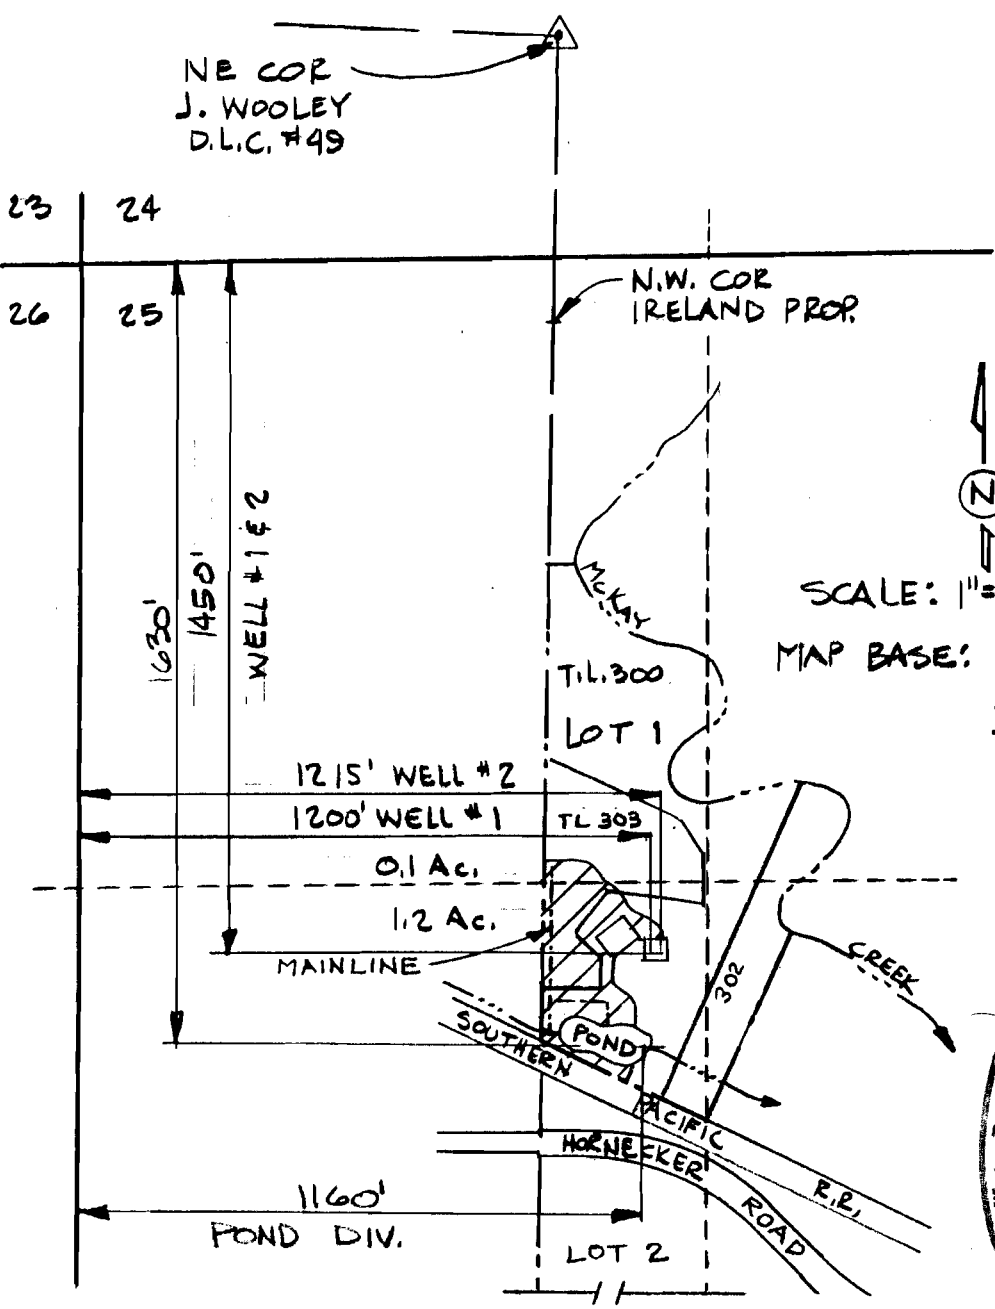 NE COR
J. WOOLEY
D.L.C. #49
23
24
26
25
N.W. COR
IRELAND PROP.
N
SCALE: 1"=
MAP BASE:
1630'
1450'
WELL #1 & 2
McKAY
T.L. 300
LOT 1
1215' WELL #2
1200' WELL #1
TL 303
0.1 Ac.
1.2 Ac.
MAINLINE
302
CREEK
POND
SOUTHERN
PACIFIC
R.R.
HORNECKER
ROAD
1160'
POND DIV.
LOT 2